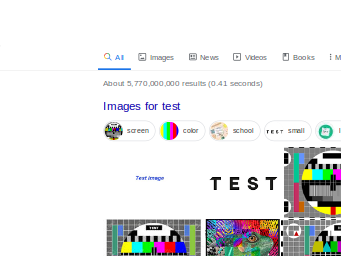 All Images News Videos Books
About 5,770,000,000 results (0.41 seconds)
Images for test
screen color school TEST small
Test image
TEST